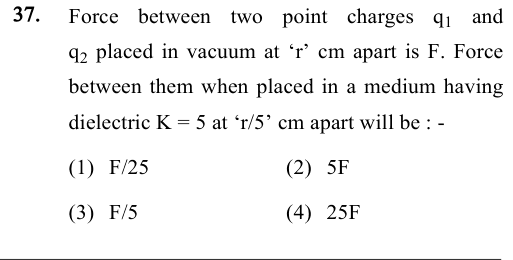 37. Force between two point charges q₁ and
q₂ placed in vacuum at ‘r’ cm apart is F. Force
between them when placed in a medium having
dielectric K = 5 at ‘r/5’ cm apart will be : -
(1) F/25 (2) 5F
(3) F/5 (4) 25F